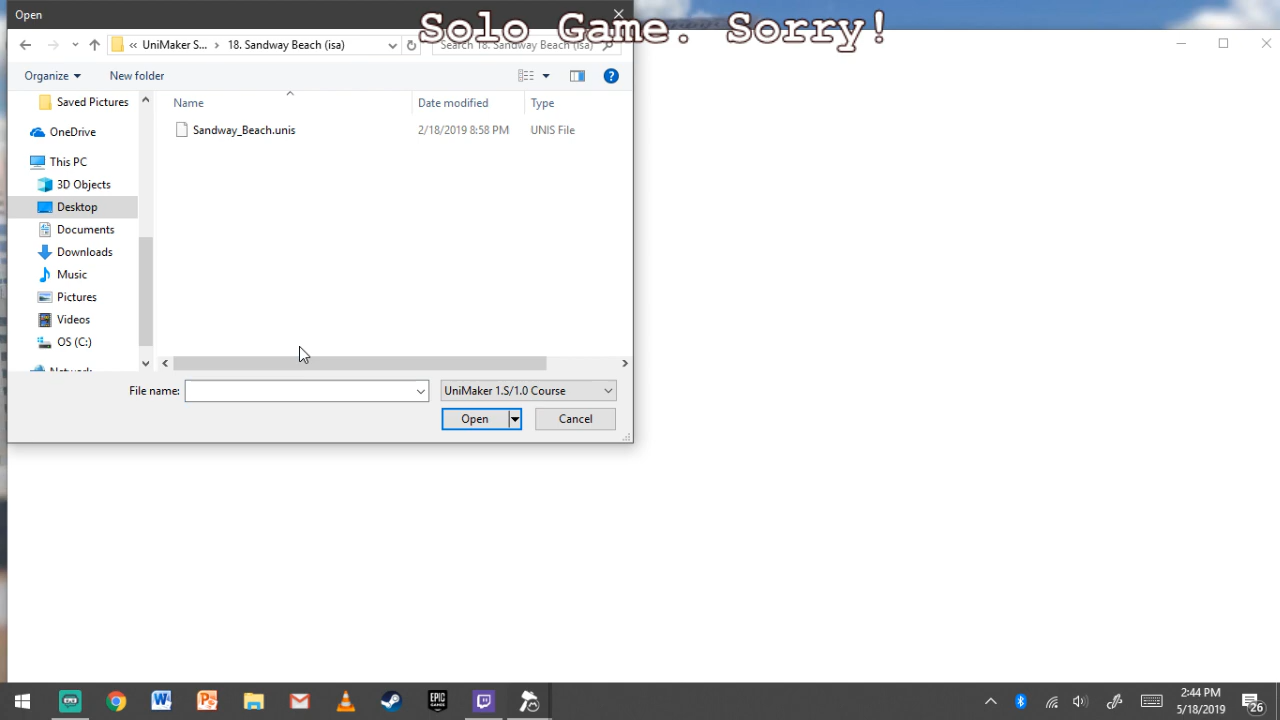 Open
Solo Game. Sorry!
« UniMaker S... › 18. Sandway Beach (isa)
Search 18. Sandway Beach (isa)
Organize
New folder
Saved Pictures
OneDrive
This PC
3D Objects
Desktop
Documents
Downloads
Music
Pictures
Videos
OS (C:)
Network
Name
Date modified
Type
Sandway_Beach.unis
2/18/2019 8:58 PM
UNIS File
File name:
UniMaker 1.S/1.0 Course
Open
Cancel
EPIC
GAMES
2:44 PM
5/18/2019
26